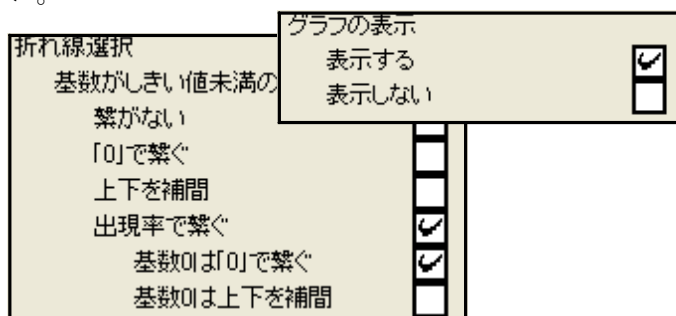 す。
グラフの表示
表示する
表示しない
折れ線選択
基数がしきい値未満の
繋がない
「0」で繋ぐ
上下を補間
出現率で繋ぐ
基数0は「0」で繋ぐ
基数0は上下を補間